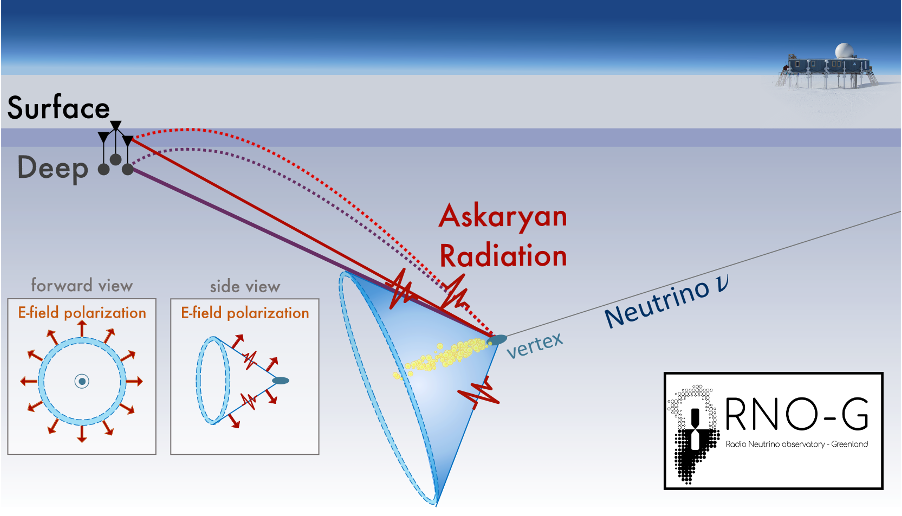 Surface
Deep
Askaryan
Radiation
Neutrino ν
vertex
forward view
E-field polarization
side view
E-field polarization
RNO-G
Radio Neutrino observatory - Greenland